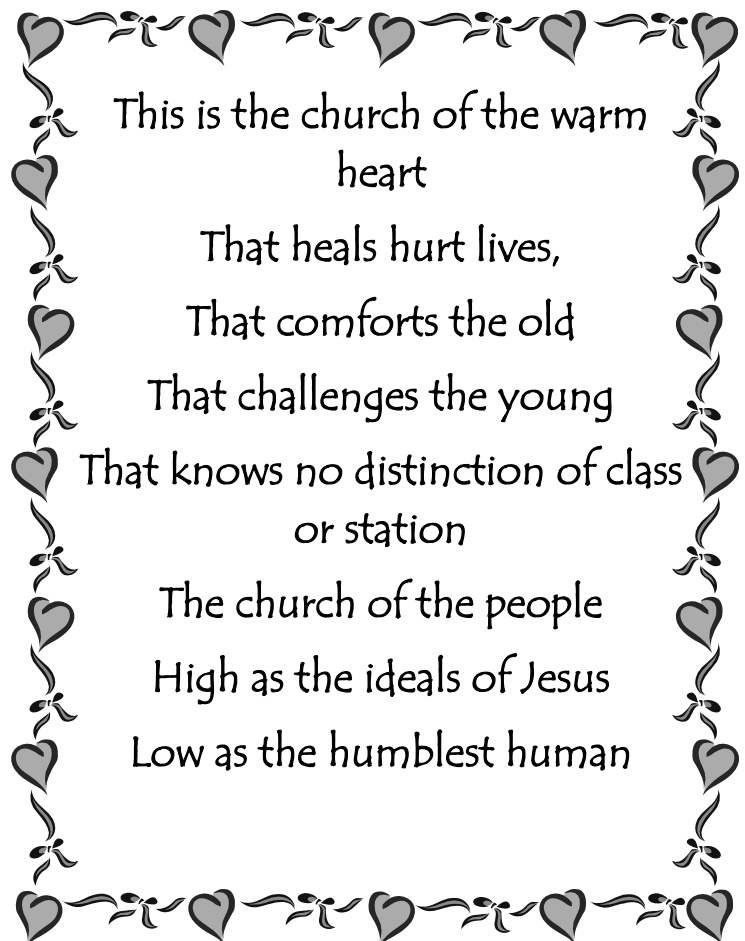 This is the church of the warm
heart
That heals hurt lives,
That comforts the old
That challenges the young
That knows no distinction of class
or station
The church of the people
High as the ideals of Jesus
Low as the humblest human